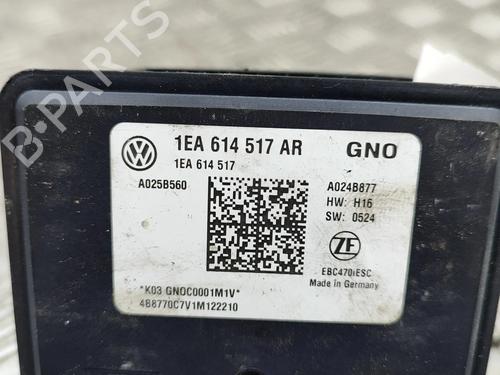 1EA 614 517 AR GNO
1EA 614 517
A025B560
A024B877
HW: H16
SW: 0524
ZF
EBC470iESC
Made in Germany
*K03 GNOC0001M1V*
4B8770C7V1M122210
B-PARTS